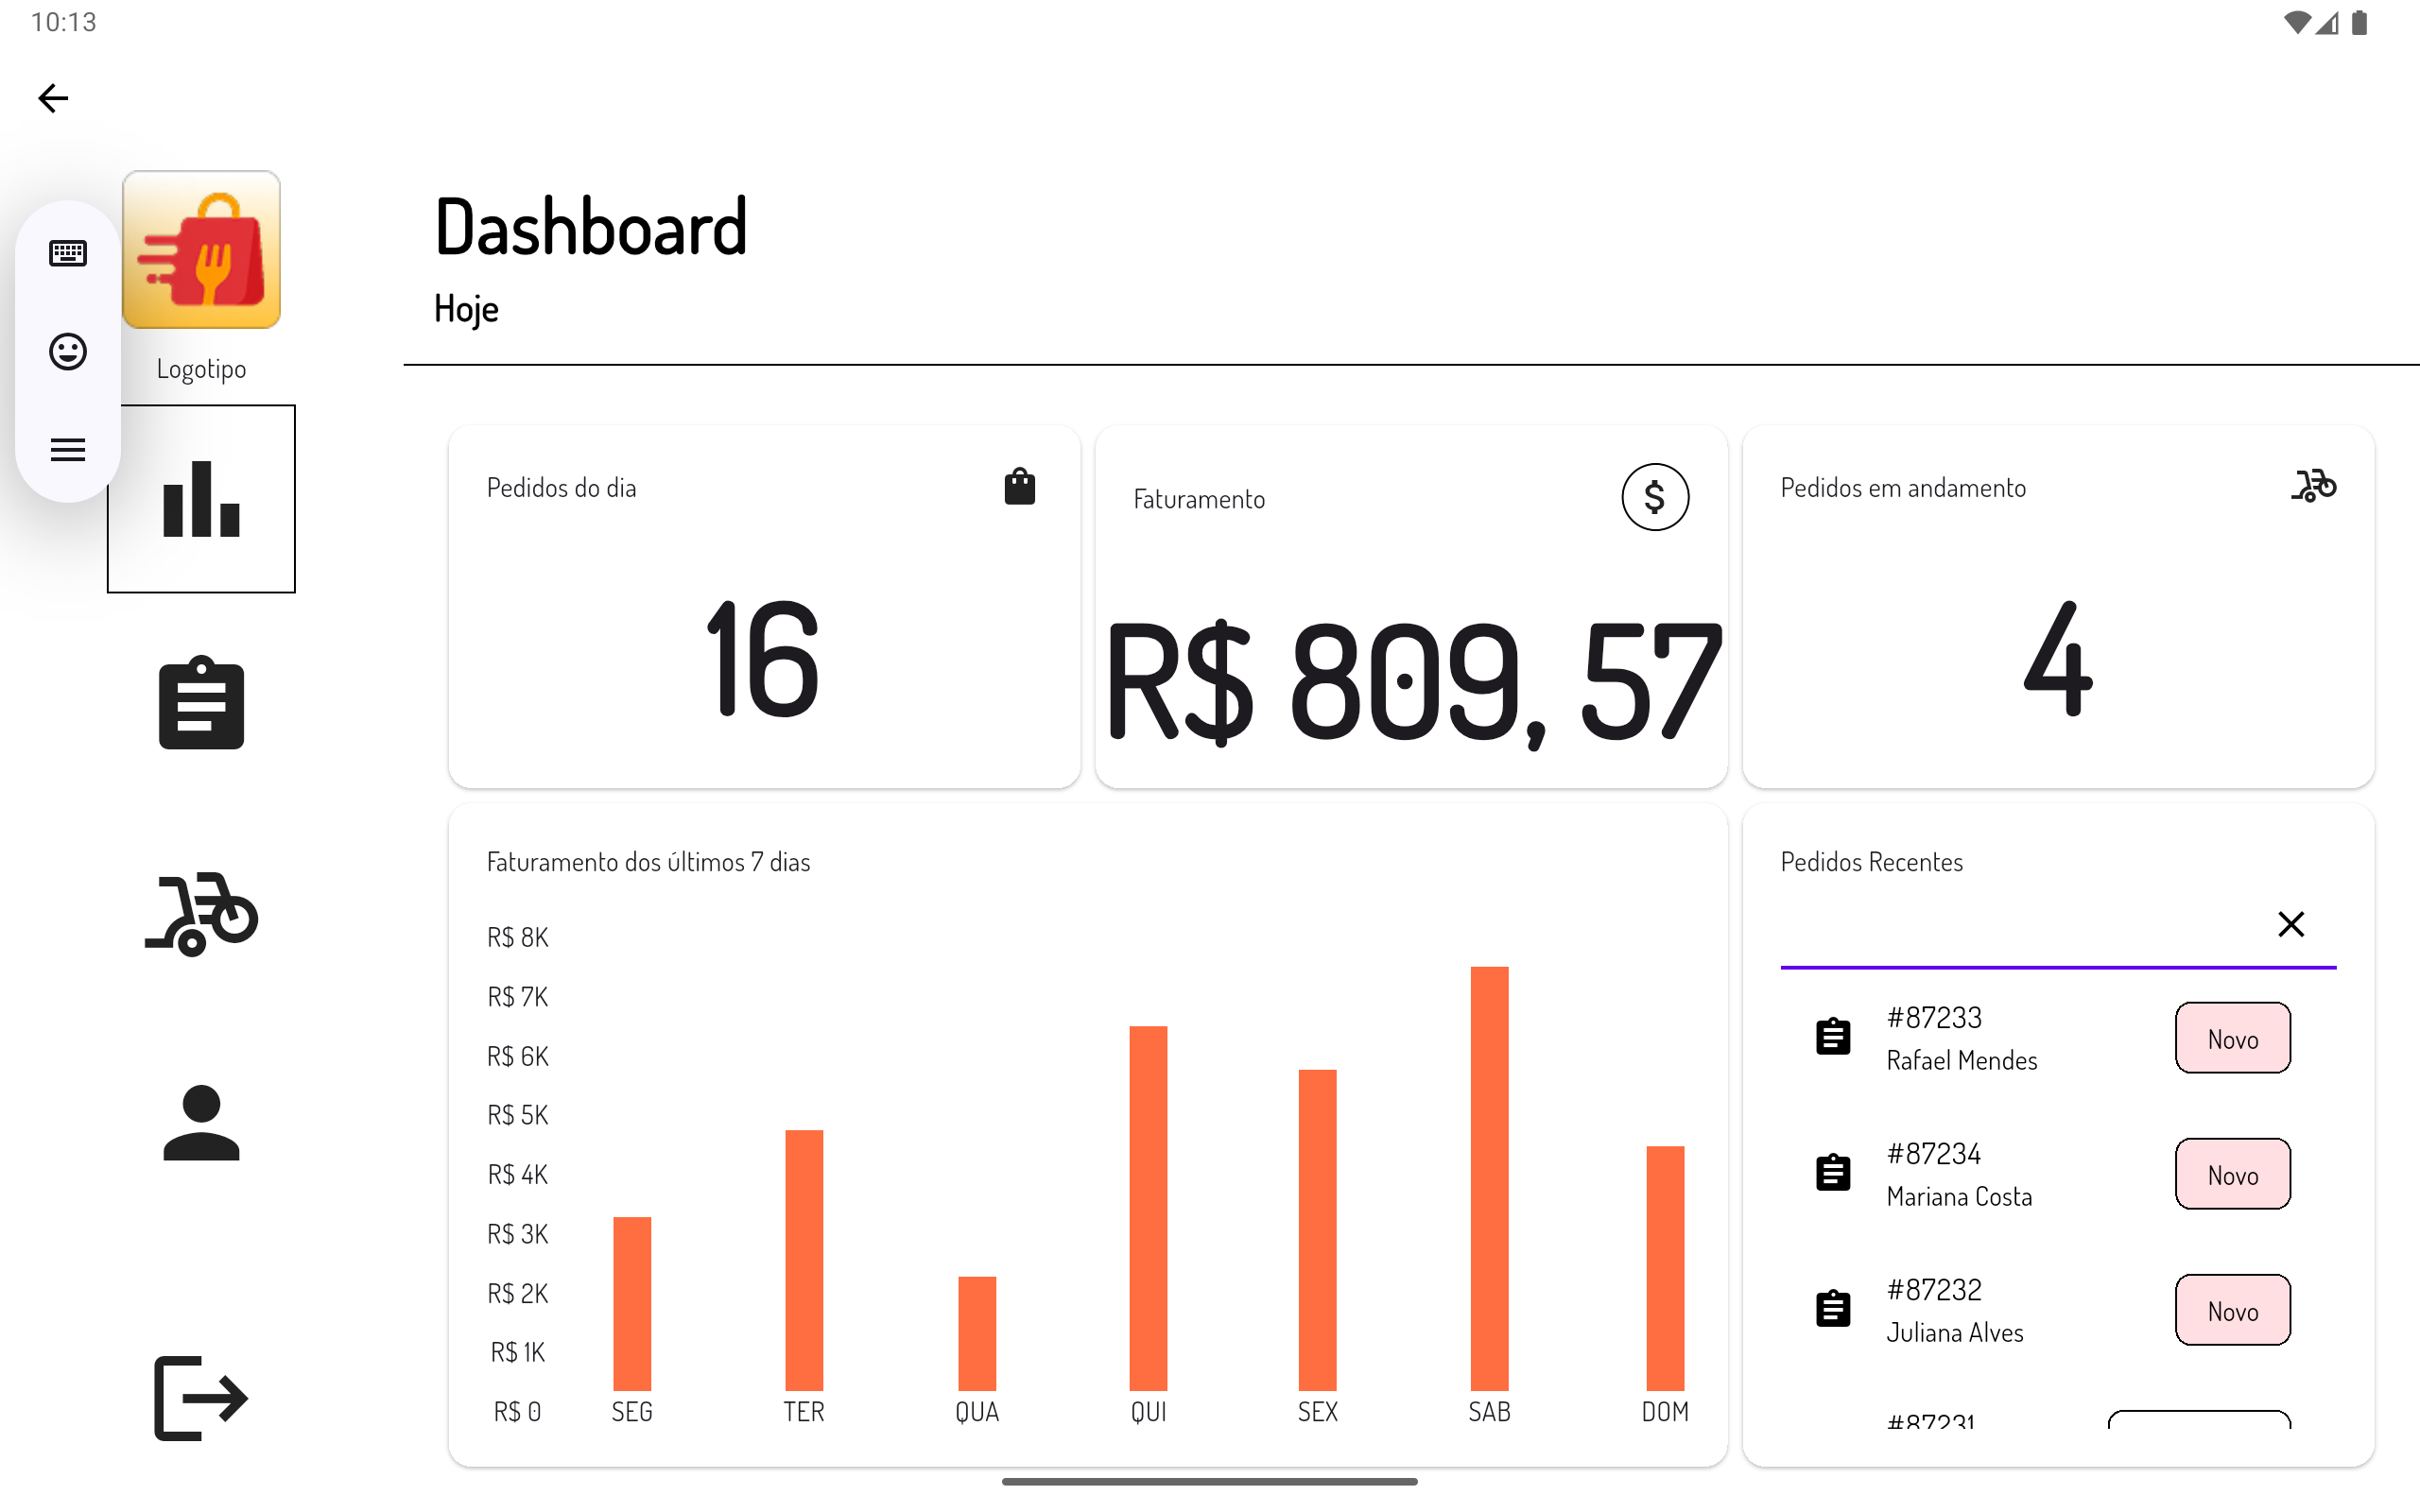 10:13
Logotipo
Dashboard
Hoje
Pedidos do dia
16
Faturamento
$
R$ 809, 57
Pedidos em andamento
4
Faturamento dos últimos 7 dias
R$ 8K
R$ 7K
R$ 6K
R$ 5K
R$ 4K
R$ 3K
R$ 2K
R$ 1K
R$ 0
SEG TER QUA QUI SEX SAB DOM
Pedidos Recentes
#87233
Rafael Mendes
Novo
#87234
Mariana Costa
Novo
#87232
Juliana Alves
Novo
#87231